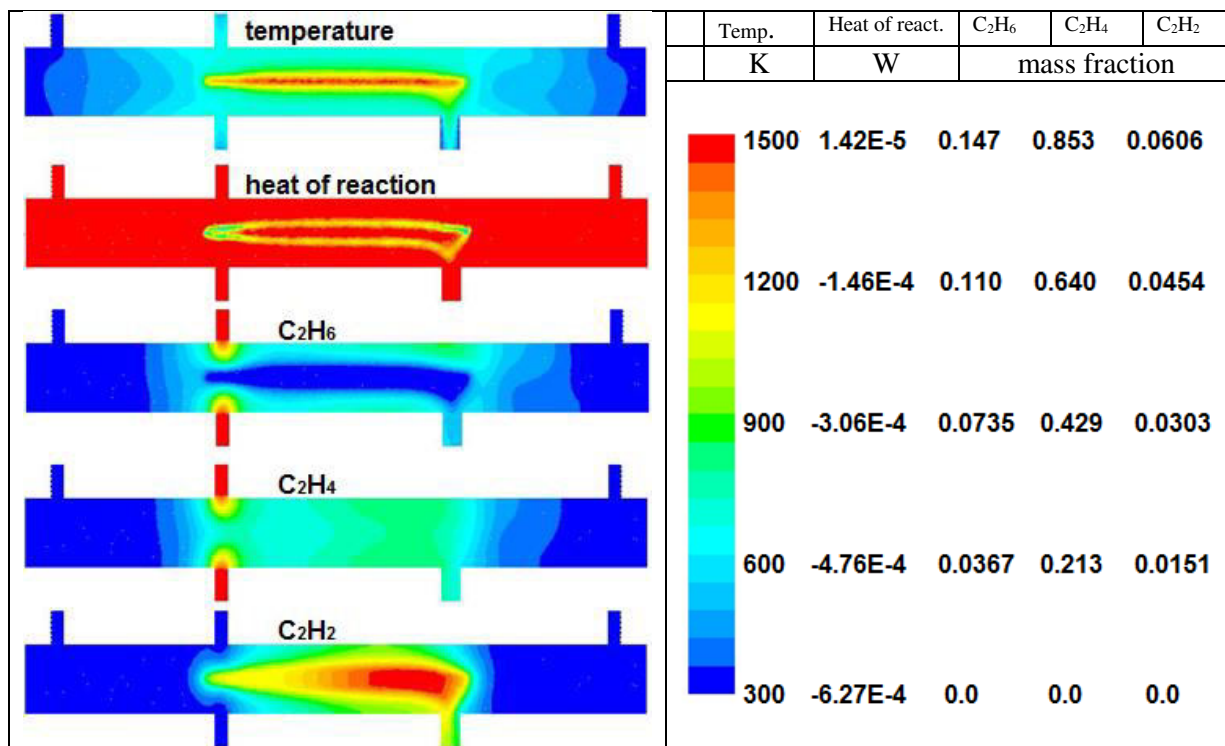 temperature
heat of reaction
C₂H₆
C₂H₄
C₂H₂
Temp. Heat of react. C₂H₆ C₂H₄ C₂H₂
K W mass fraction
1500 1.42E-5 0.147 0.853 0.0606
1200 -1.46E-4 0.110 0.640 0.0454
900 -3.06E-4 0.0735 0.429 0.0303
600 -4.76E-4 0.0367 0.213 0.0151
300 -6.27E-4 0.0 0.0 0.0